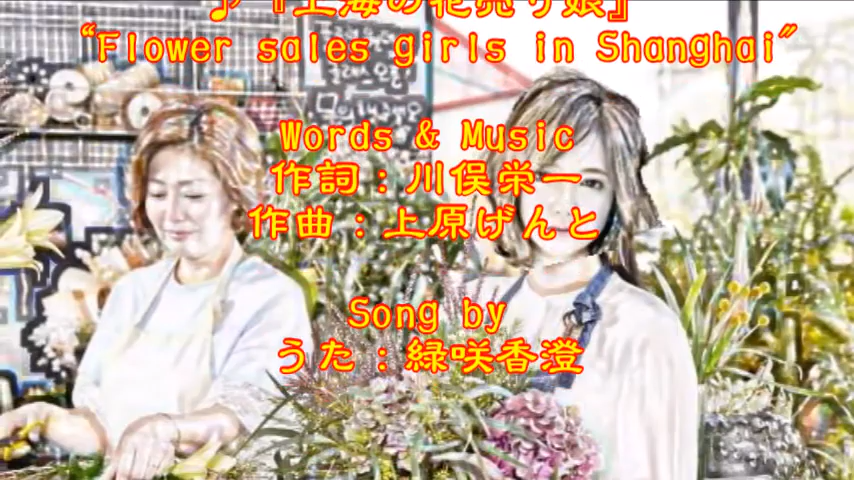 ♪『上海の花売り娘』
“Flower sales girls in Shanghai”
Words & Music
作詞：川俣栄一
作曲：上原げんと
Song by
うた：緑咲香澄